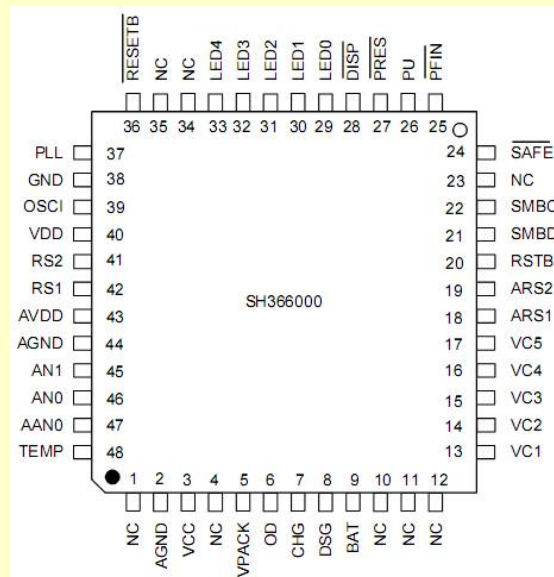 RESETB NC NC LED4 LED3 LED2 LED1 LED0 DISP PRES PU PFIN
36 35 34 33 32 31 30 29 28 27 26 25
PLL 37 24 SAFE
GND 38 23 NC
OSCI 39 22 SMBC
VDD 40 21 SMBD
RS2 41 20 RSTB
RS1 42 19 ARS2
SH366000
AVDD 43 18 ARS1
AGND 44 17 VC5
AN1 45 16 VC4
AN0 46 15 VC3
AAN0 47 14 VC2
TEMP 48 13 VC1
1 2 3 4 5 6 7 8 9 10 11 12
NC AGND VCC NC VPACK OD CHG DSG BAT NC NC NC